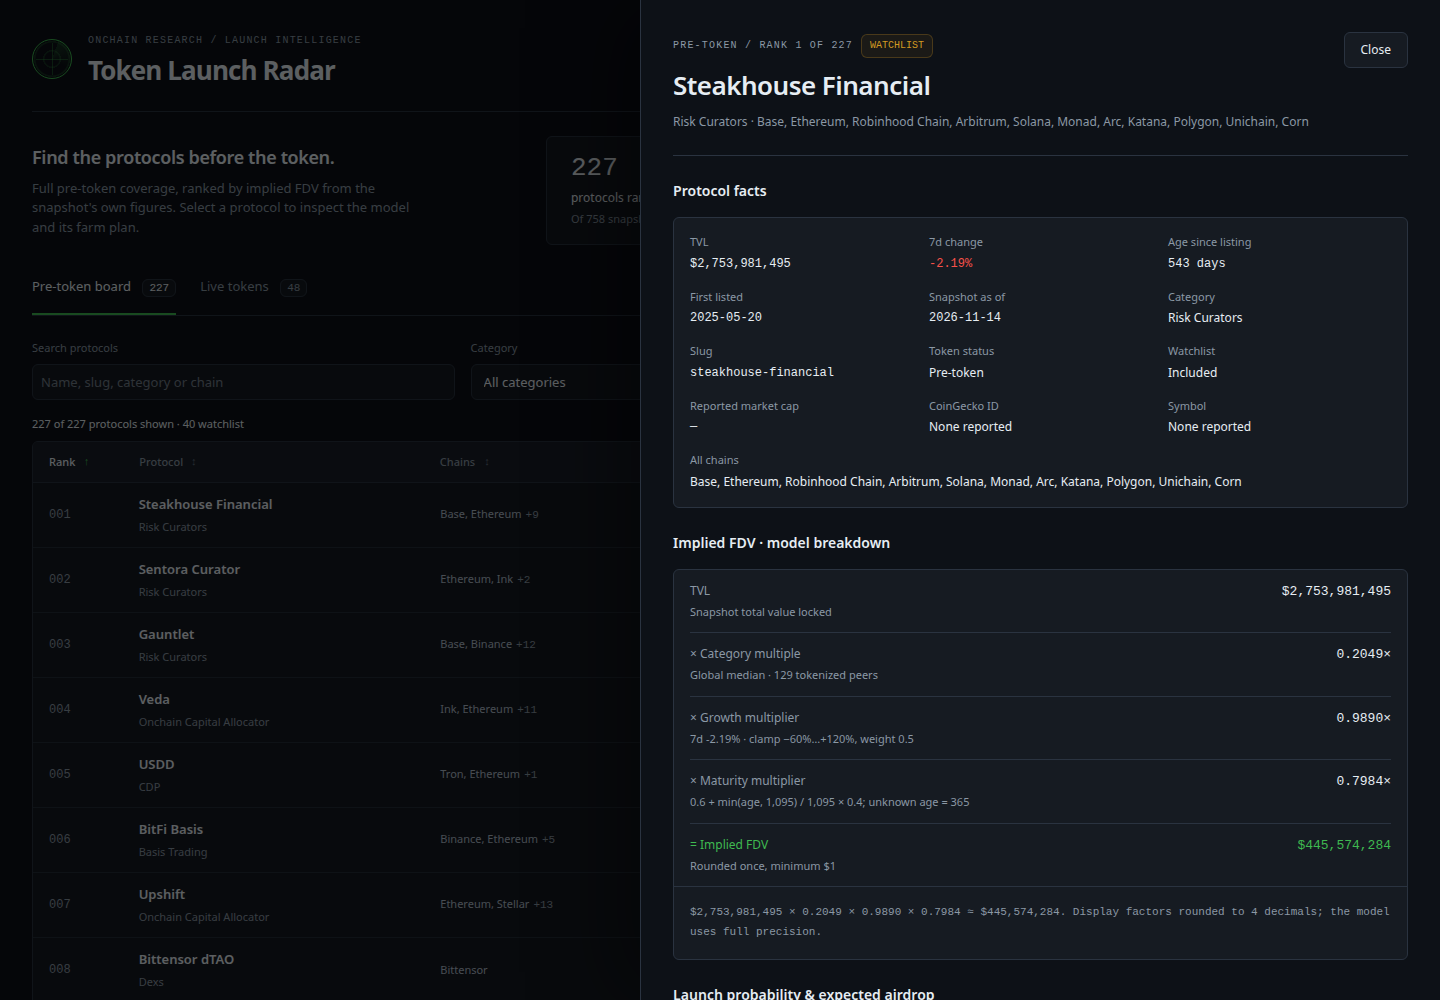 ONCHAIN RESEARCH / LAUNCH INTELLIGENCE
Token Launch Radar
Find the protocols before the token.
Full pre-token coverage, ranked by implied FDV from the
snapshot's own figures. Select a protocol to inspect the model
and its farm plan.
227
protocols
Of 758
Pre-token board 227
Live tokens 48
Search protocols
Category
Name, slug, category or chain
All categories
227 of 227 protocols shown · 40 watchlist
Rank ↑ Protocol ↕ Chains ↕
001 Steakhouse Financial Base, Ethereum +9
Risk Curators
002 Sentora Curator Ethereum, Ink +2
Risk Curators
003 Gauntlet Base, Binance +12
Risk Curators
004 Veda Ink, Ethereum +11
Onchain Capital Allocator
005 USDD Tron, Ethereum +1
CDP
006 BitFi Basis Binance, Ethereum +5
Basis Trading
007 Upshift Ethereum, Stellar +13
Onchain Capital Allocator
008 Bittensor dTAO Bittensor
Dexs
PRE-TOKEN / RANK 1 OF 227 WATCHLIST
Close
Steakhouse Financial
Risk Curators · Base, Ethereum, Robinhood Chain, Arbitrum, Solana, Monad, Arc, Katana, Polygon, Unichain, Corn
Protocol facts
TVL 7d change Age since listing
$2,753,981,495 -2.19% 543 days
First listed Snapshot as of Category
2025-05-20 2026-11-14 Risk Curators
Slug Token status Watchlist
steakhouse-financial Pre-token Included
Reported market cap CoinGecko ID Symbol
— None reported None reported
All chains
Base, Ethereum, Robinhood Chain, Arbitrum, Solana, Monad, Arc, Katana, Polygon, Unichain, Corn
Implied FDV · model breakdown
TVL $2,753,981,495
Snapshot total value locked
× Category multiple 0.2049×
Global median · 129 tokenized peers
× Growth multiplier 0.9890×
7d -2.19% · clamp −60%…+120%, weight 0.5
× Maturity multiplier 0.7984×
0.6 + min(age, 1,095) / 1,095 × 0.4; unknown age = 365
= Implied FDV $445,574,284
Rounded once, minimum $1
$2,753,981,495 × 0.2049 × 0.9890 × 0.7984 ≈ $445,574,284. Display factors rounded to 4 decimals; the model
uses full precision.
Launch probability & expected airdrop